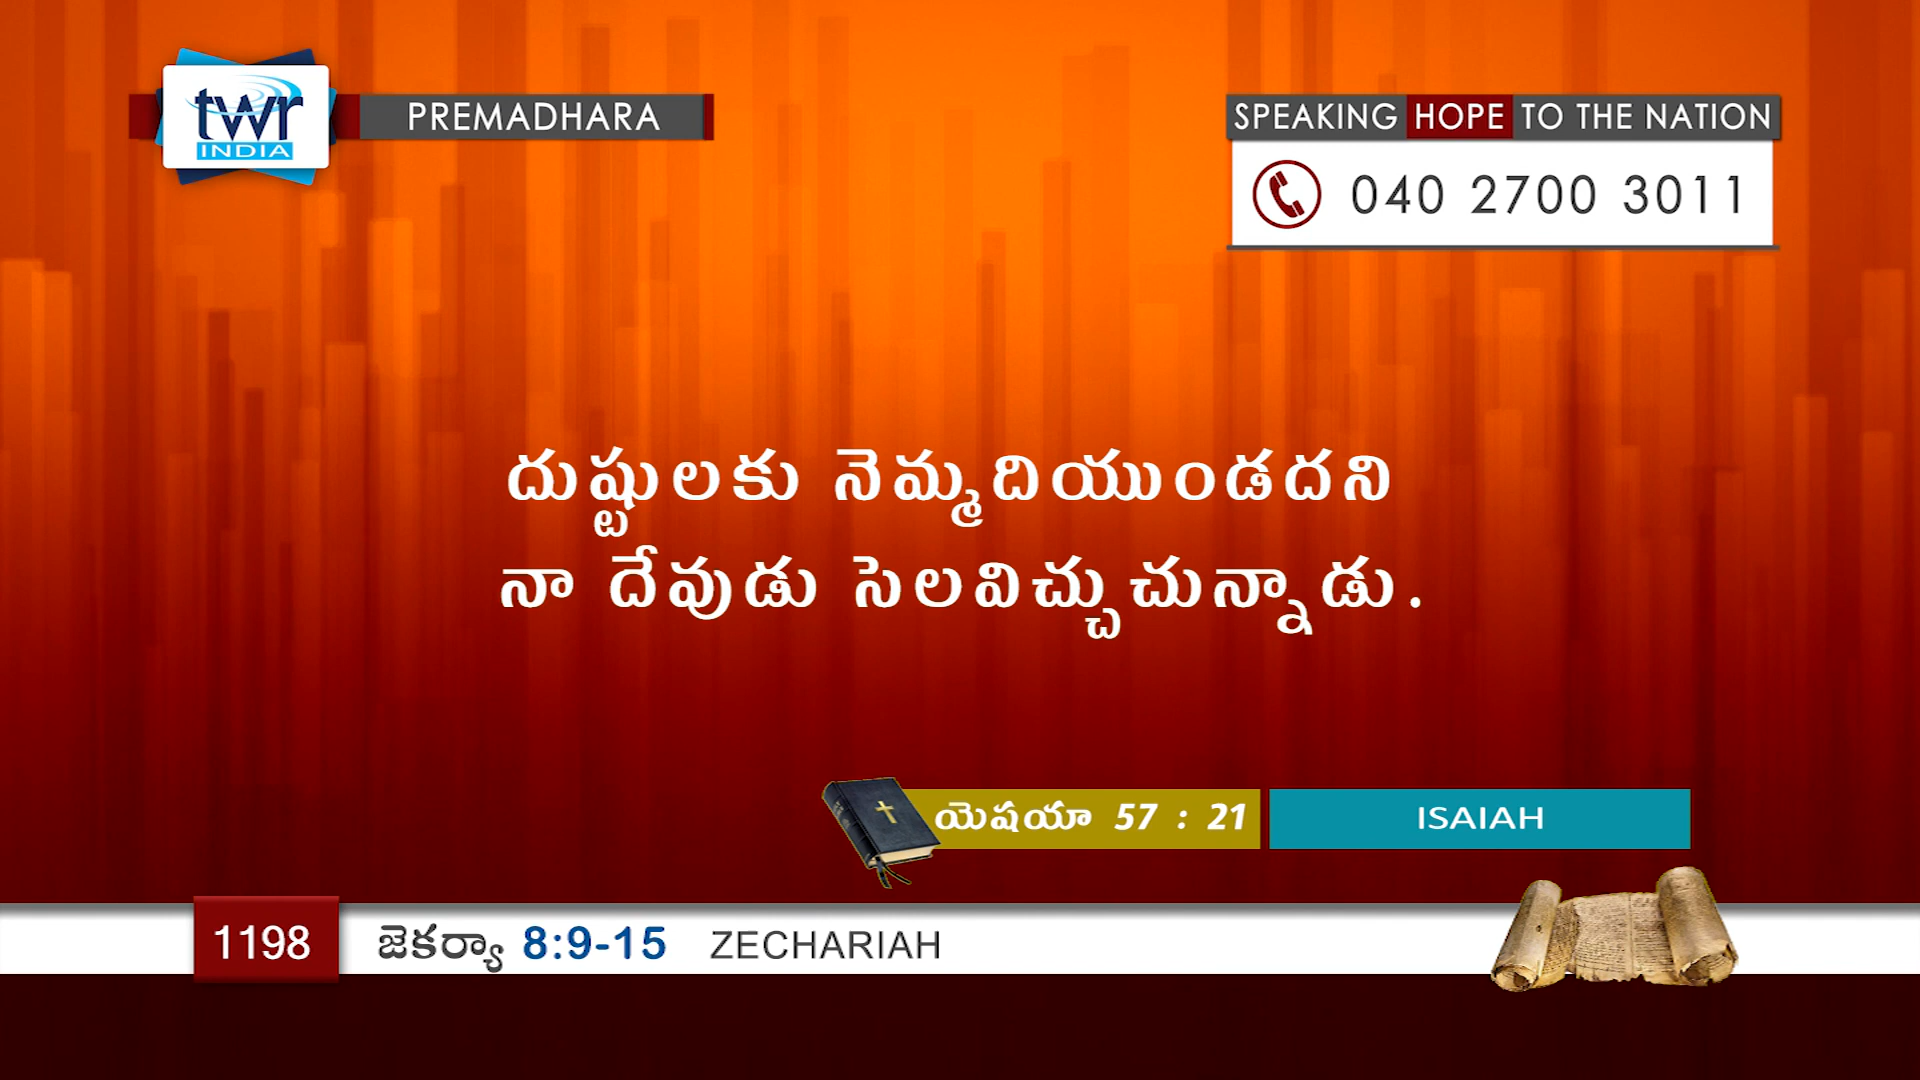 twr
INDIA
PREMADHARA
SPEAKING HOPE TO THE NATION
040 2700 3011
దుష్టులకు నెమ్మదియుండదని
నా దేవుడు సెలవిచ్చుచున్నాడు.
యెషయా 57 : 21
ISAIAH
1198
జెకర్యా 8:9-15 ZECHARIAH